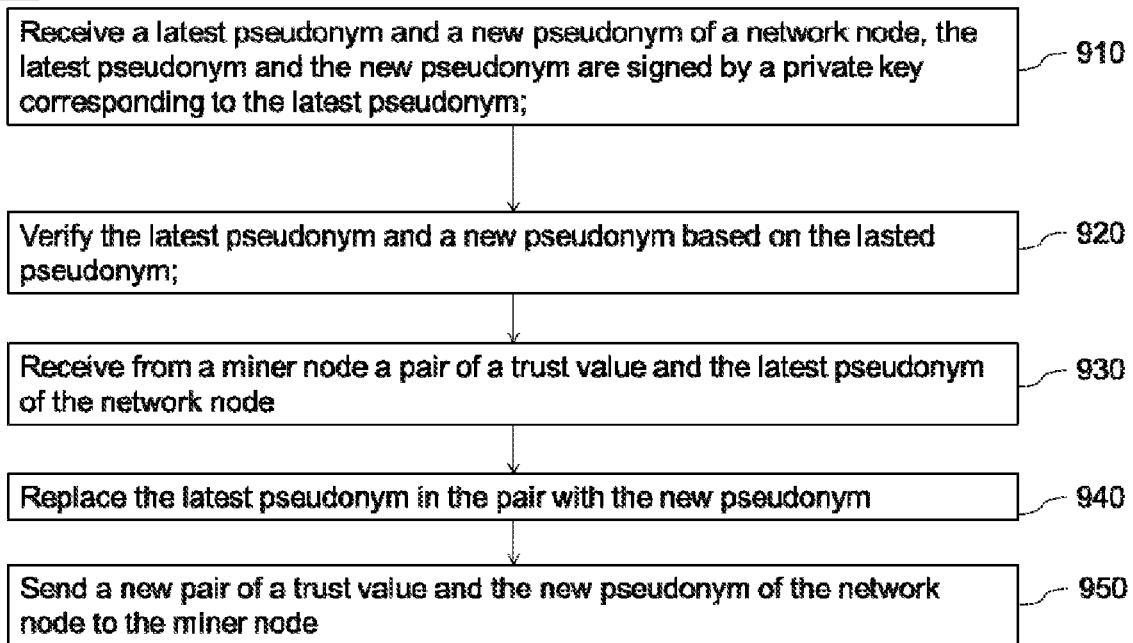 Receive a latest pseudonym and a new pseudonym of a network node, the
latest pseudonym and the new pseudonym are signed by a private key
corresponding to the latest pseudonym;
910
Verify the latest pseudonym and a new pseudonym based on the lasted
pseudonym;
920
Receive from a miner node a pair of a trust value and the latest pseudonym
of the network node
930
Replace the latest pseudonym in the pair with the new pseudonym
940
Send a new pair of a trust value and the new pseudonym of the network
node to the miner node
950